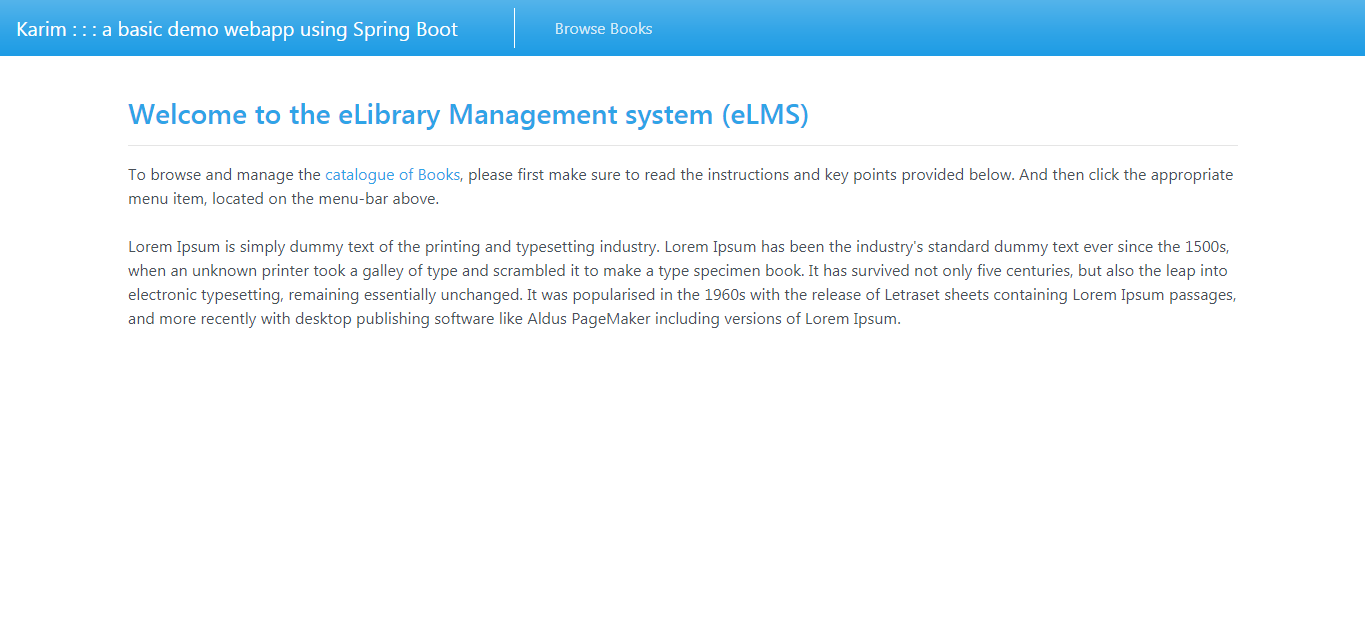 Karim : : : a basic demo webapp using Spring Boot
Browse Books
Welcome to the eLibrary Management system (eLMS)
To browse and manage the catalogue of Books, please first make sure to read the instructions and key points provided below. And then click the appropriate
menu item, located on the menu-bar above.
Lorem Ipsum is simply dummy text of the printing and typesetting industry. Lorem Ipsum has been the industry's standard dummy text ever since the 1500s,
when an unknown printer took a galley of type and scrambled it to make a type specimen book. It has survived not only five centuries, but also the leap into
electronic typesetting, remaining essentially unchanged. It was popularised in the 1960s with the release of Letraset sheets containing Lorem Ipsum passages,
and more recently with desktop publishing software like Aldus PageMaker including versions of Lorem Ipsum.